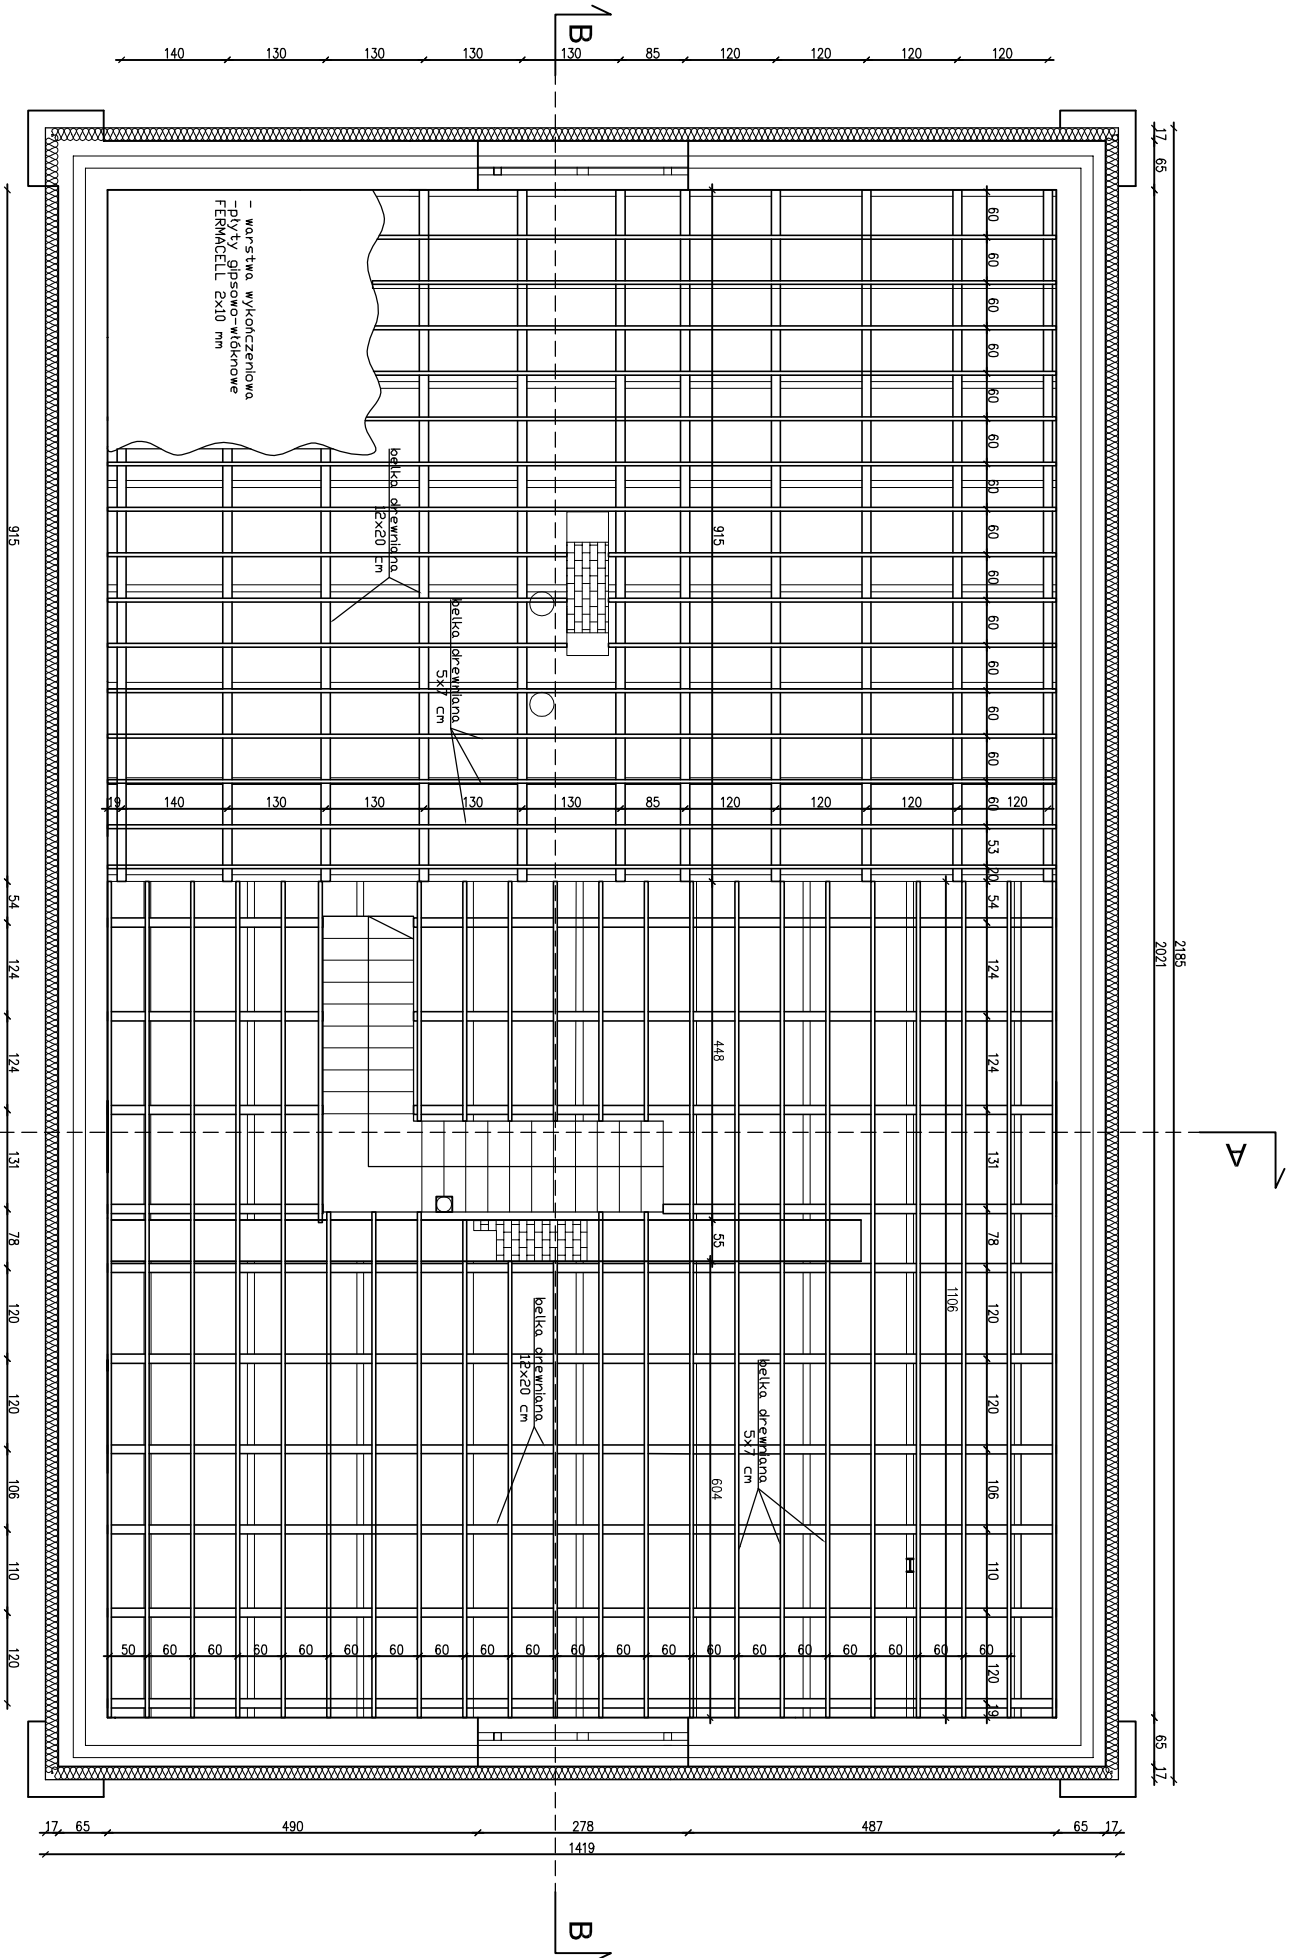 B
140 130 130 130 130 85 120 120 120 120
17 65 2021 65 17
2185
A
60 60 60 60 60 60 60 60 60 60 60 60 60 60 53 20 54 124 124 131 78 120 120 106 110 120 19
915 448 55 604
1106
- warstwa wykończeniowa
-płyty gipsowo-włóknowe
FERMACELL 2x10 mm
belka drewniana
12x20 cm
belka drewniana
5x7 cm
19 140 130 130 130 130 85 120 120 120 120
belka drewniana
12x20 cm
belka drewniana
5x7 cm
I
50 60 60 60 60 60 60 60 60 60 60 60 60 60 60 60 60 60 60 60
915 54 124 124 131 78 120 120 106 110 120
17 65 490 278 487 65 17
1419
B